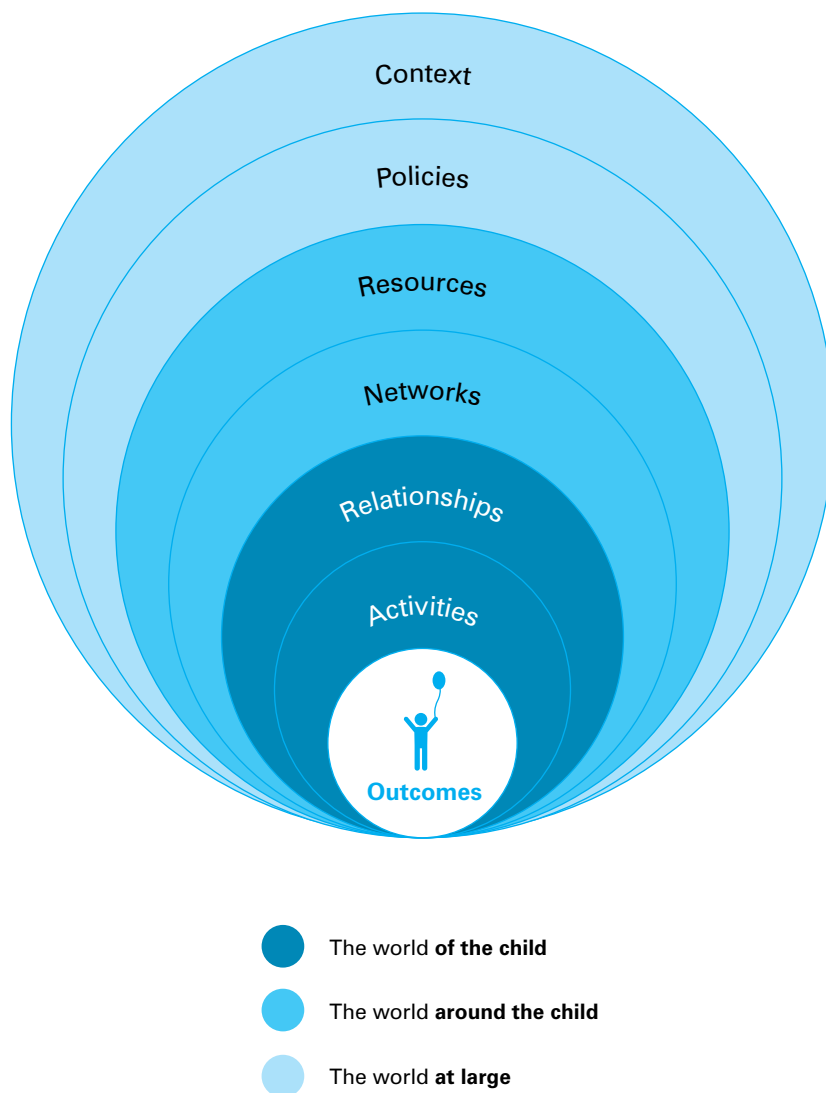 Context
Policies
Resources
Networks
Relationships
Activities
Outcomes
The world of the child
The world around the child
The world at large